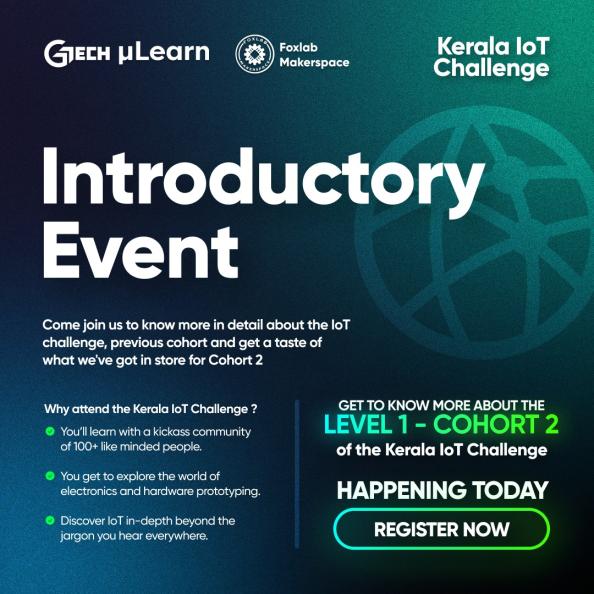 GTECH μLearn
FOXLAB MAKERSPACE
Foxlab
Makerspace
Kerala IoT
Challenge
Introductory
Event
Come join us to know more in detail about the IoT
challenge, previous cohort and get a taste of
what we've got in store for Cohort 2
Why attend the Kerala IoT Challenge ?
You'll learn with a kickass community
of 100+ like minded people.
You get to explore the world of
electronics and hardware prototyping.
Discover IoT in-depth beyond the
jargon you hear everywhere.
GET TO KNOW MORE ABOUT THE
LEVEL 1 - COHORT 2
of the Kerala IoT Challenge
HAPPENING TODAY
REGISTER NOW